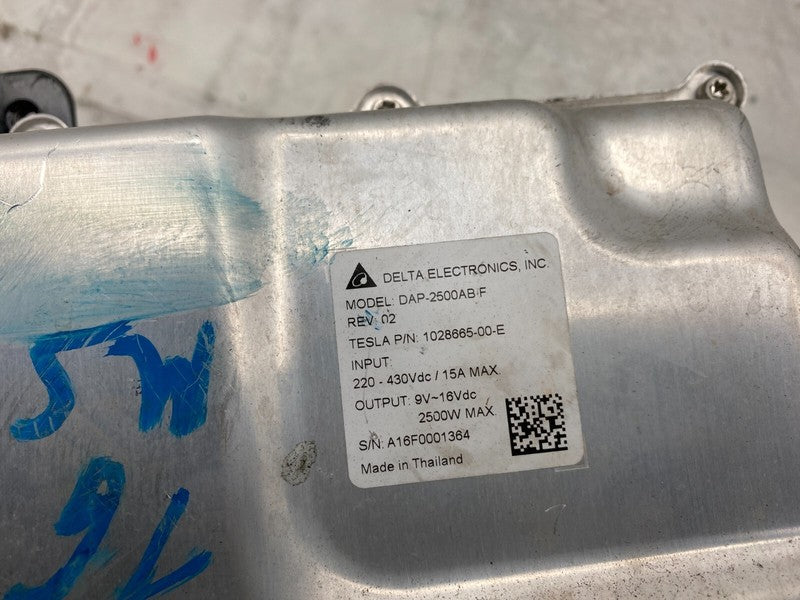 DELTA ELECTRONICS, INC.
MODEL: DAP-2500AB F
REV: 02
TESLA P/N: 1028665-00-E
INPUT:
220 - 430Vdc / 15A MAX.
OUTPUT: 9V~16Vdc
2500W MAX.
S/N: A16F0001364
Made in Thailand
MS